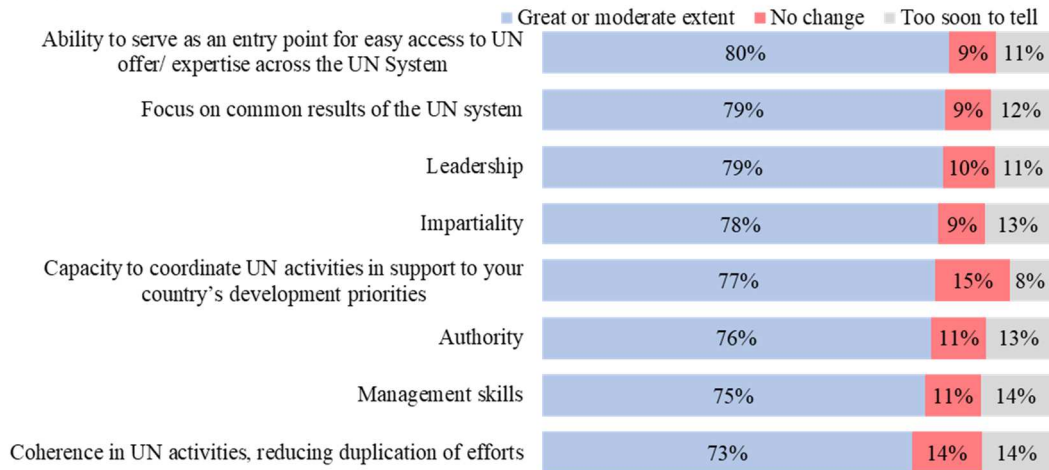 Great or moderate extent No change Too soon to tell
Ability to serve as an entry point for easy access to UN
offer/ expertise across the UN System
80% 9% 11%
Focus on common results of the UN system
79% 9% 12%
Leadership
79% 10% 11%
Impartiality
78% 9% 13%
Capacity to coordinate UN activities in support to your
country’s development priorities
77% 15% 8%
Authority
76% 11% 13%
Management skills
75% 11% 14%
Coherence in UN activities, reducing duplication of efforts
73% 14% 14%